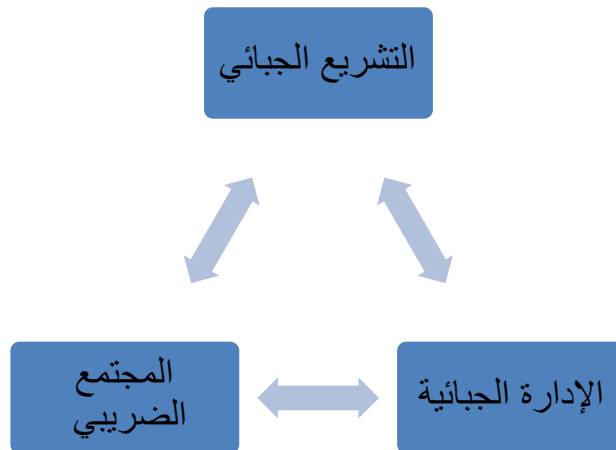 التشريع الجبائي
الإدارة الجبائية
المجتمع
الضريبي